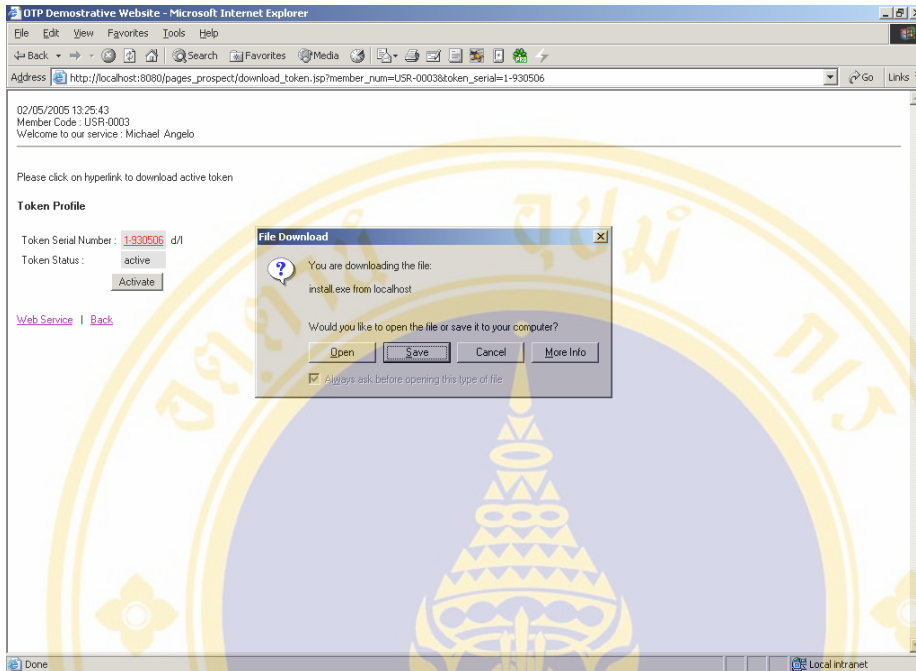 OTP Demostrative Website - Microsoft Internet Explorer
File Edit View Favorites Tools Help
Back Search Favorites Media
Address http://localhost:8080/pages_prospect/download_token.jsp?member_num=USR-0003&token_serial=1-930506 Go Links
02/05/2005 13:25:43
Member Code : USR-0003
Welcome to our service : Michael Angelo
Please click on hyperlink to download active token
Token Profile
Token Serial Number : 1-930506 d/l
Token Status : active
Activate
Web Service | Back
File Download
You are downloading the file:
install.exe from localhost
Would you like to open the file or save it to your computer?
Open Save Cancel More Info
Always ask before opening this type of file
Done Local intranet